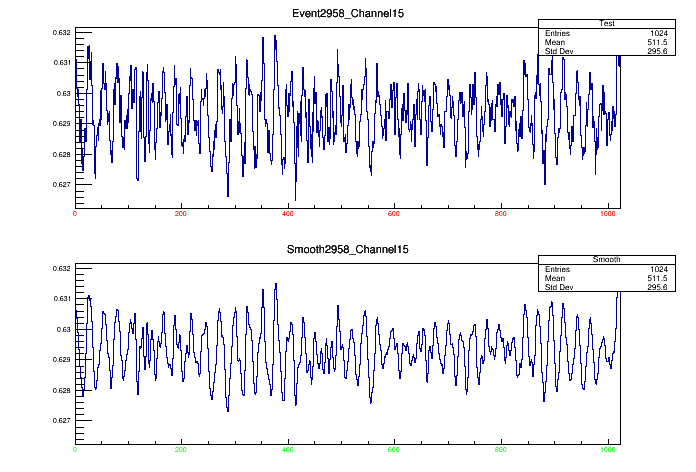 Event2958_Channel15
Test
Entries 1024
Mean 511.5
Std Dev 295.6
0.632
0.631
0.63
0.629
0.628
0.627
0 200 400 600 800 1000
Smooth2958_Channel15
Smooth
Entries 1024
Mean 511.5
Std Dev 295.6
0.632
0.631
0.63
0.629
0.628
0.627
0 200 400 600 800 1000